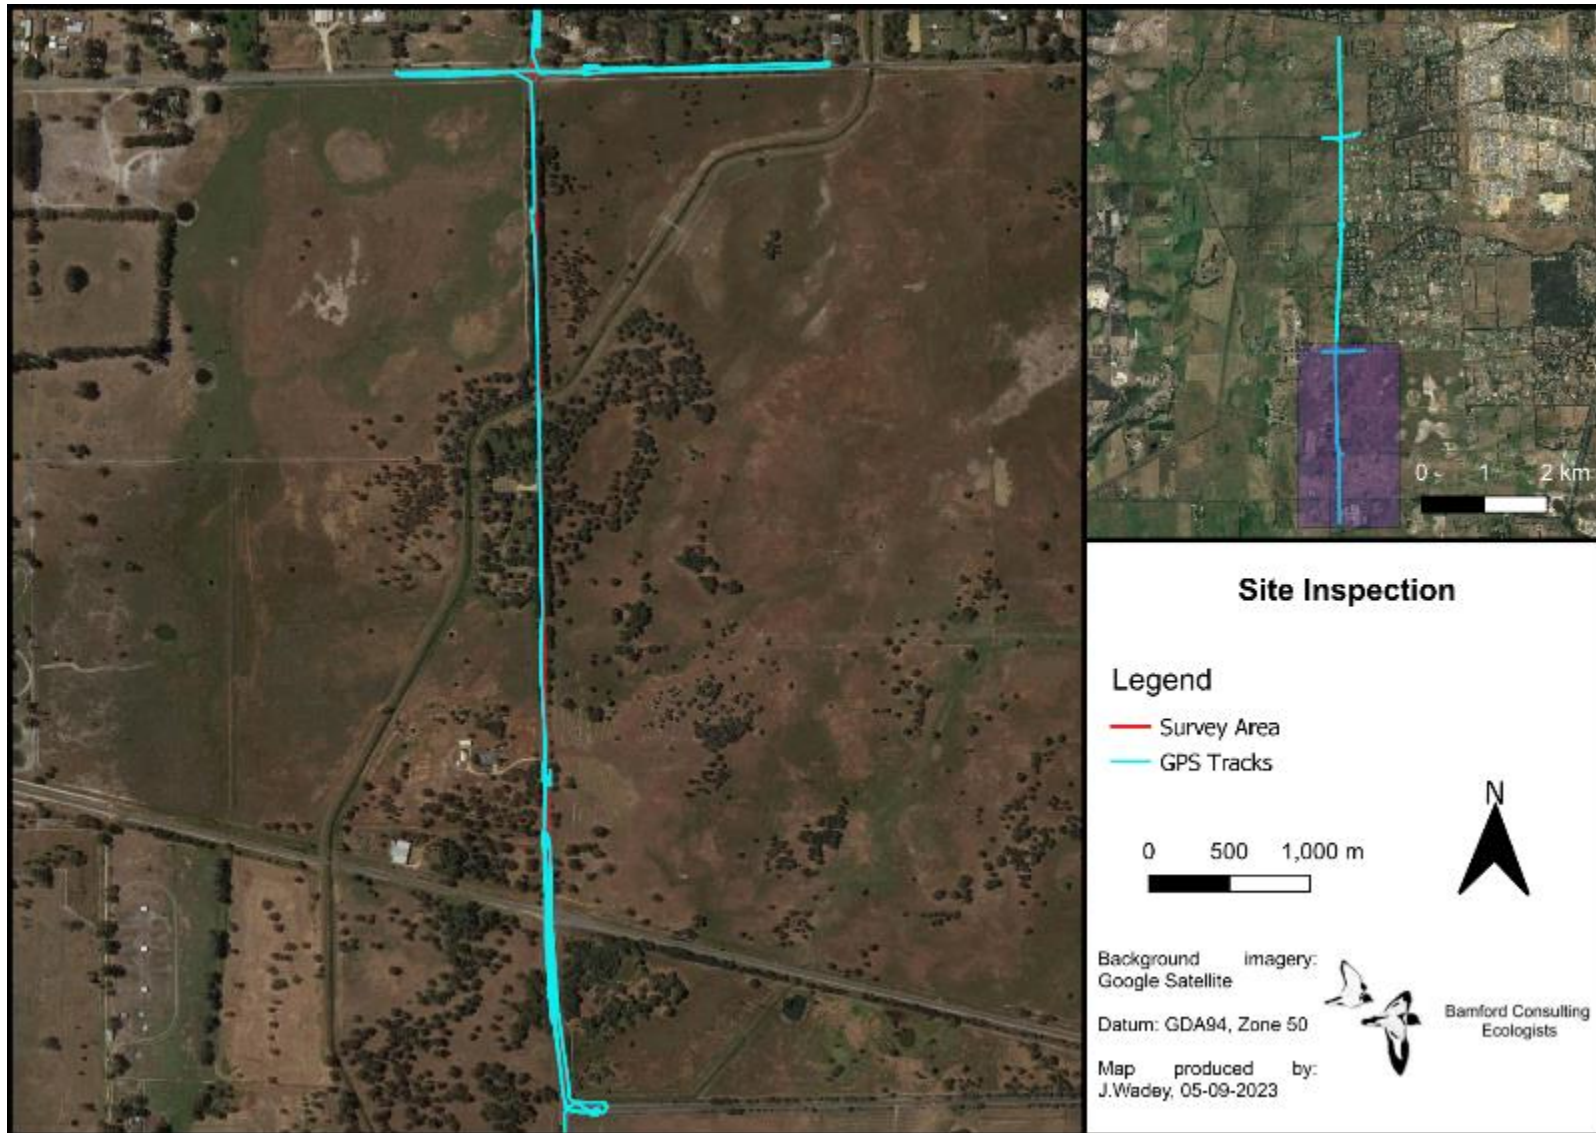 0 1 2 km
Site Inspection
Legend
Survey Area
GPS Tracks
N
0 500 1,000 m
Background imagery:
Google Satellite
Datum: GDA94, Zone 50
Map produced by:
J.Wadey, 05-09-2023
Bamford Consulting
Ecologists